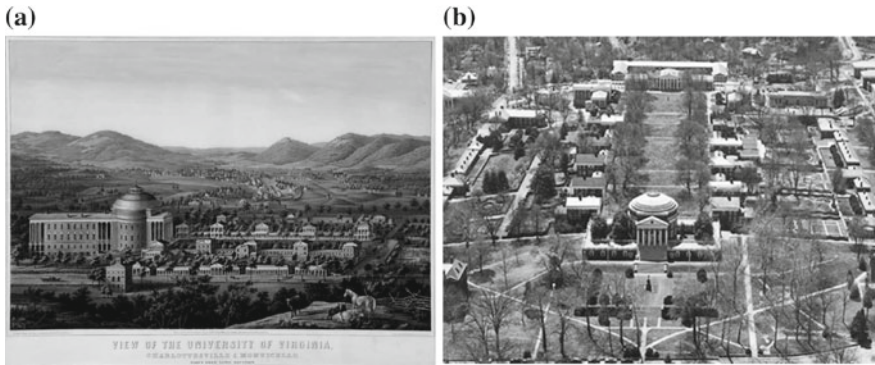 (a)
(b)
VIEW OF THE UNIVERSITY OF VIRGINIA,
CHARLOTTESVILLE & MONTICELLO,